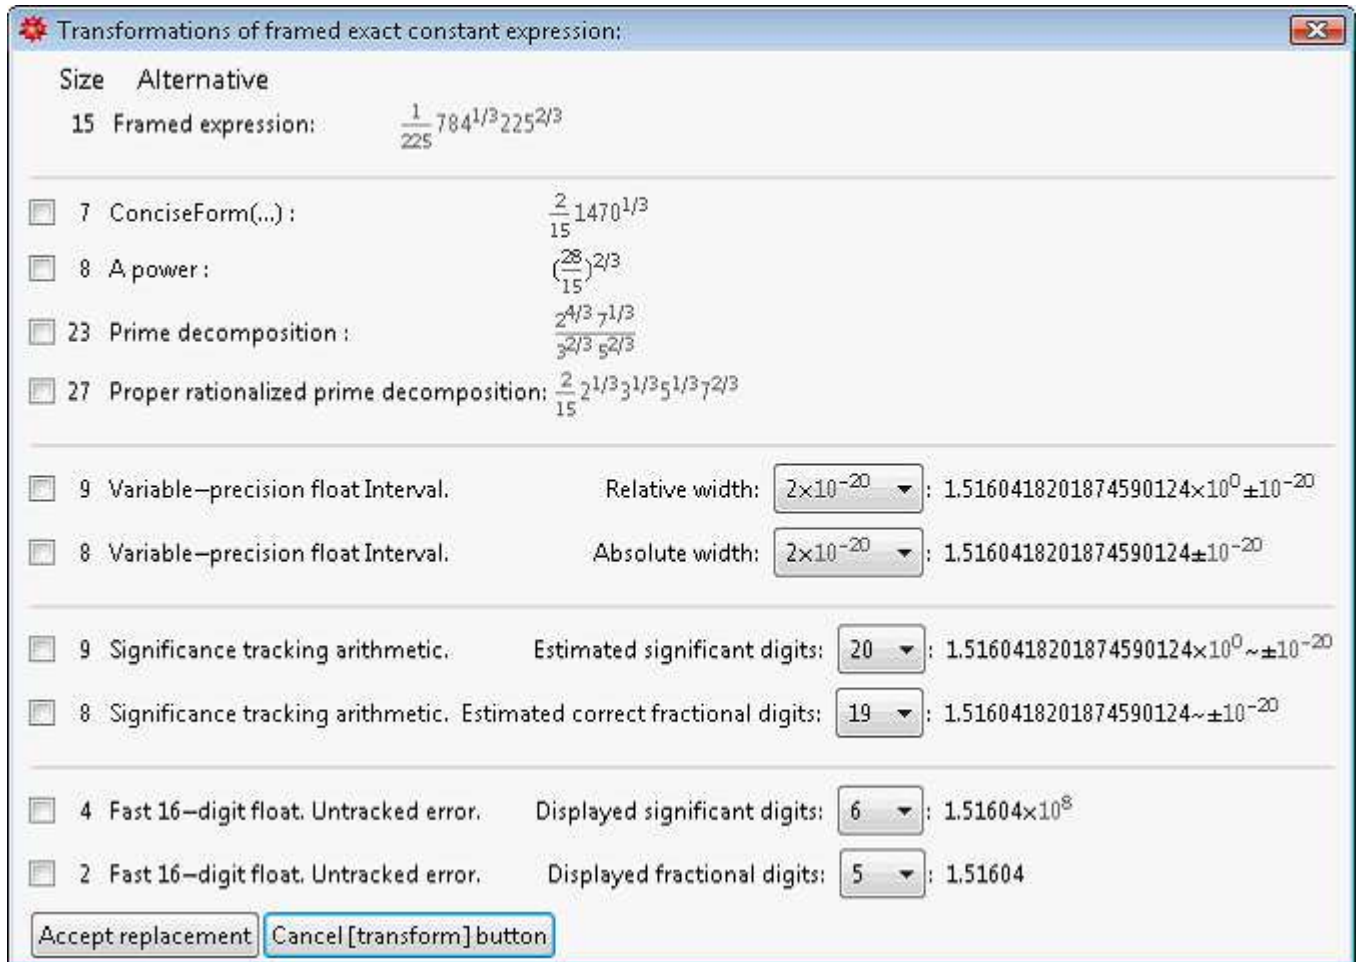 Transformations of framed exact constant expression:
Size Alternative
15 Framed expression: 1/225 784^1/3 225^2/3
7 ConciseForm(...) : 2/15 1470^1/3
8 A power : (28/15)^2/3
23 Prime decomposition : 2^4/3 7^1/3 / 3^2/3 5^2/3
27 Proper rationalized prime decomposition: 2/15 2^1/3 3^1/3 5^1/3 7^2/3
9 Variable–precision float Interval. Relative width: 2×10^−20 : 1.5160418201874590124×10^0±10^−20
8 Variable–precision float Interval. Absolute width: 2×10^−20 : 1.5160418201874590124±10^−20
9 Significance tracking arithmetic. Estimated significant digits: 20 : 1.5160418201874590124×10^0~±10^−20
8 Significance tracking arithmetic. Estimated correct fractional digits: 19 : 1.5160418201874590124~±10^−20
4 Fast 16–digit float. Untracked error. Displayed significant digits: 6 : 1.51604×10^8
2 Fast 16–digit float. Untracked error. Displayed fractional digits: 5 : 1.51604
Accept replacement Cancel [transform] button